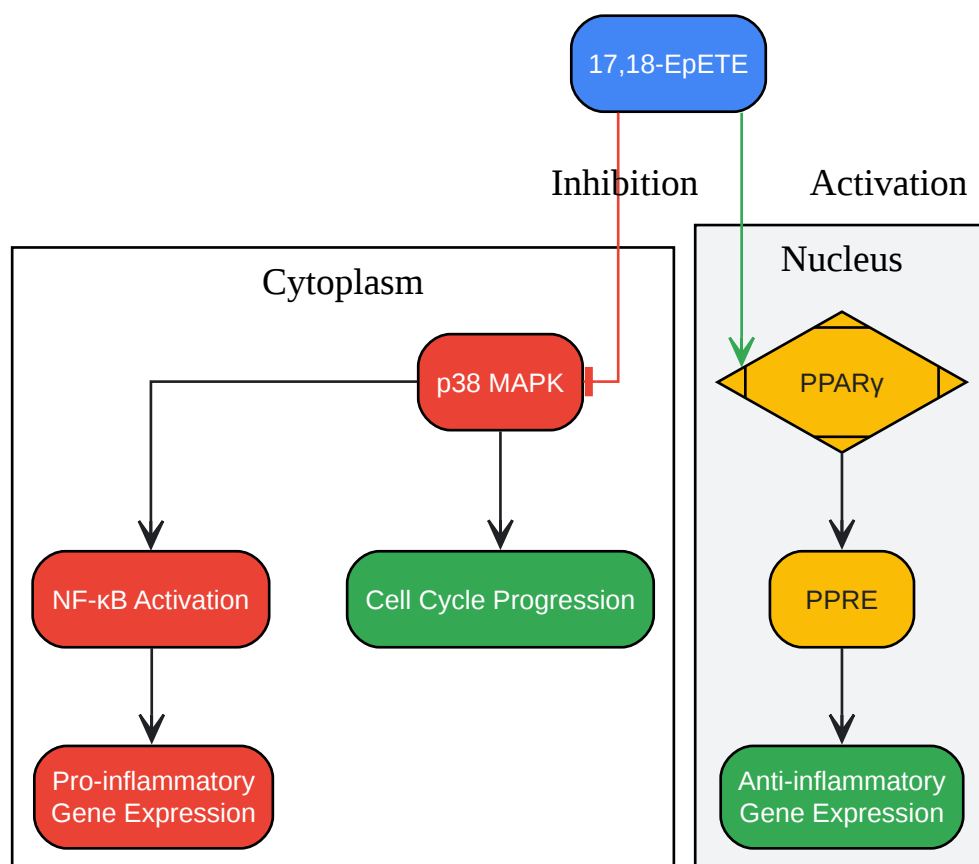 17,18-EpETE
Inhibition
Activation
Cytoplasm
Nucleus
p38 MAPK
PPARγ
NF-κB Activation
Cell Cycle Progression
PPRE
Pro-inflammatory
Gene Expression
Anti-inflammatory
Gene Expression